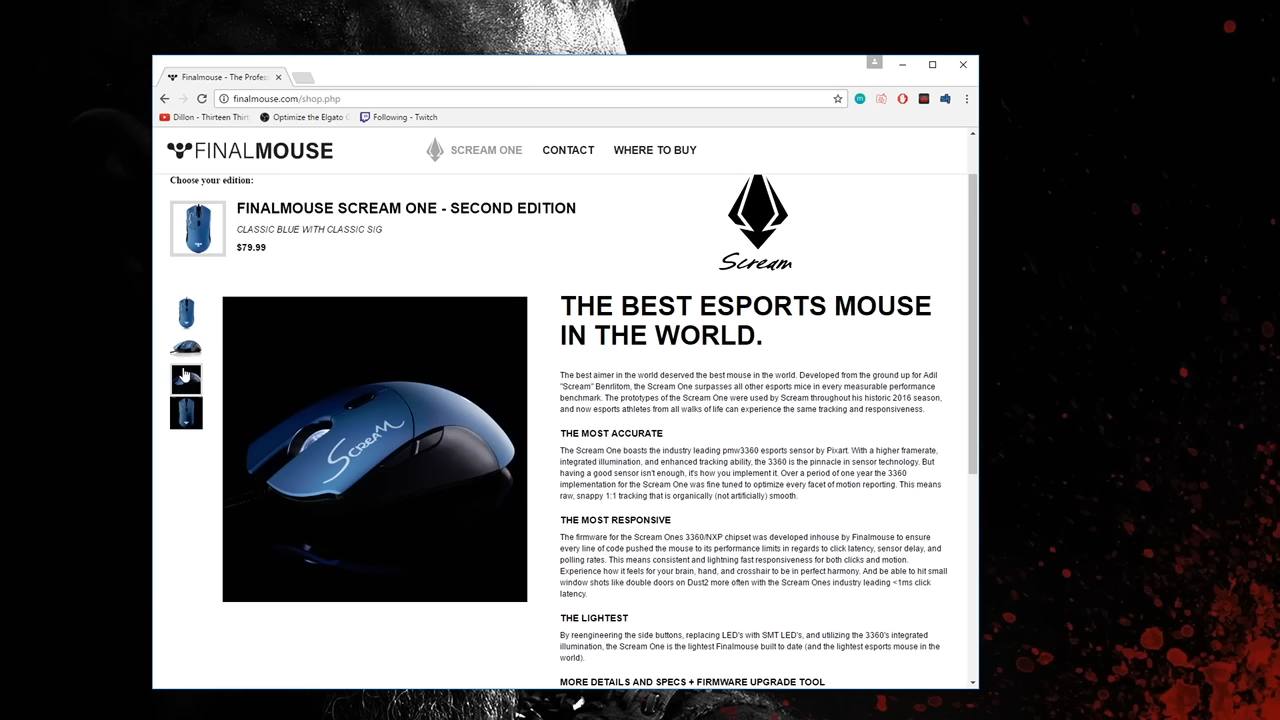 Finalmouse - The Profes
finalmouse.com/shop.php
Dillon - Thirteen Thirt
Optimize the Elgato G
Following - Twitch
FINALMOUSE
SCREAM ONE
CONTACT
WHERE TO BUY
Choose your edition:
FINALMOUSE SCREAM ONE - SECOND EDITION
CLASSIC BLUE WITH CLASSIC SIG
$79.99
Scream
Scream
THE BEST ESPORTS MOUSE
IN THE WORLD.
The best aimer in the world deserved the best mouse in the world. Developed from the ground up for Adil
"Scream" Benrlitom, the Scream One surpasses all other esports mice in every measurable performance
benchmark. The prototypes of the Scream One were used by Scream throughout his historic 2016 season,
and now esports athletes from all walks of life can experience the same tracking and responsiveness.
THE MOST ACCURATE
The Scream One boasts the industry leading pmw3360 esports sensor by Pixart. With a higher framerate,
integrated illumination, and enhanced tracking ability, the 3360 is the pinnacle in sensor technology. But
having a good sensor isn't enough, it's how you implement it. Over a period of one year the 3360
implementation for the Scream One was fine tuned to optimize every facet of motion reporting. This means
raw, snappy 1:1 tracking that is organically (not artificially) smooth.
THE MOST RESPONSIVE
The firmware for the Scream Ones 3360/NXP chipset was developed inhouse by Finalmouse to ensure
every line of code pushed the mouse to its performance limits in regards to click latency, sensor delay, and
polling rates. This means consistent and lightning fast responsiveness for both clicks and motion.
Experience how it feels for your brain, hand, and crosshair to be in perfect harmony. And be able to hit small
window shots like double doors on Dust2 more often with the Scream Ones industry leading <1ms click
latency.
THE LIGHTEST
By reengineering the side buttons, replacing LED's with SMT LED's, and utilizing the 3360's integrated
illumination, the Scream One is the lightest Finalmouse built to date (and the lightest esports mouse in the
world).
MORE DETAILS AND SPECS + FIRMWARE UPGRADE TOOL